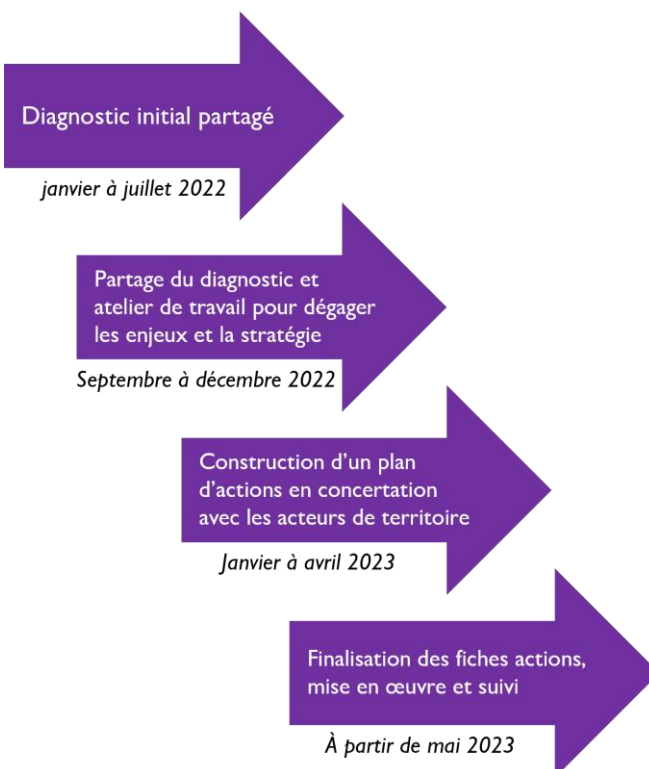 Diagnostic initial partagé
janvier à juillet 2022
Partage du diagnostic et
atelier de travail pour dégager
les enjeux et la stratégie
Septembre à décembre 2022
Construction d’un plan
d’actions en concertation
avec les acteurs de territoire
Janvier à avril 2023
Finalisation des fiches actions,
mise en œuvre et suivi
À partir de mai 2023